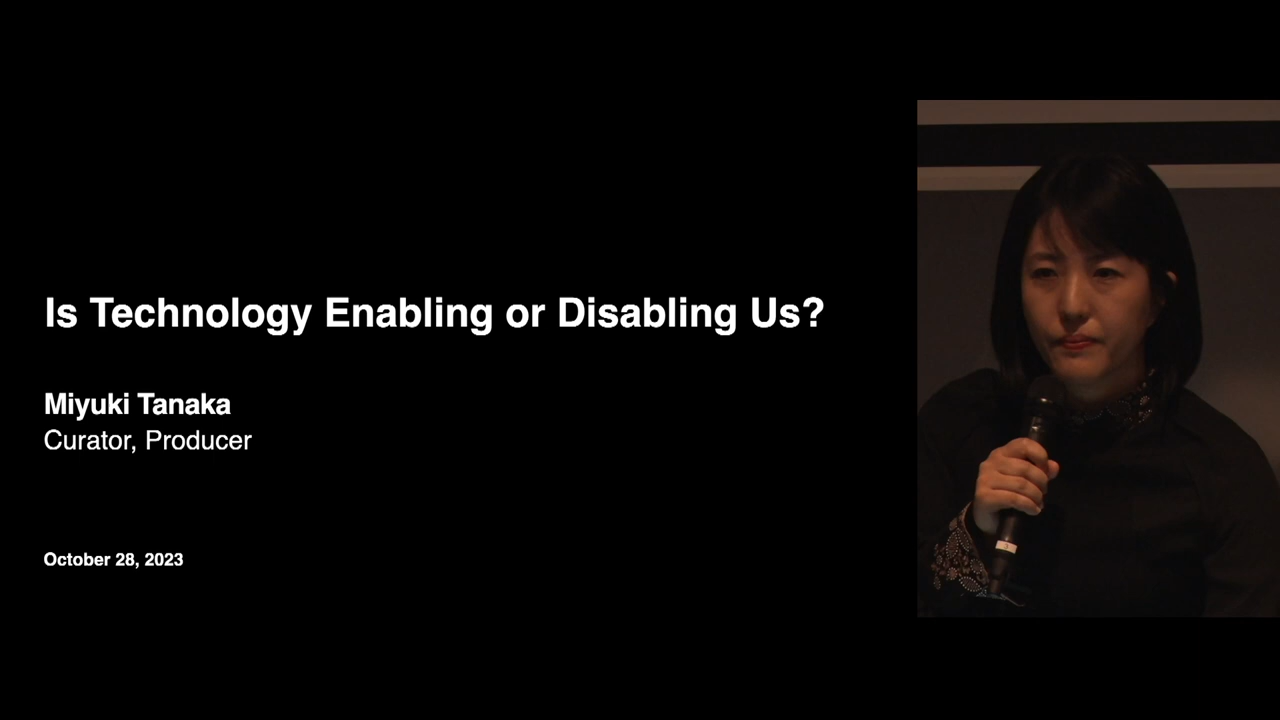 Is Technology Enabling or Disabling Us?
Miyuki Tanaka
Curator, Producer
October 28, 2023